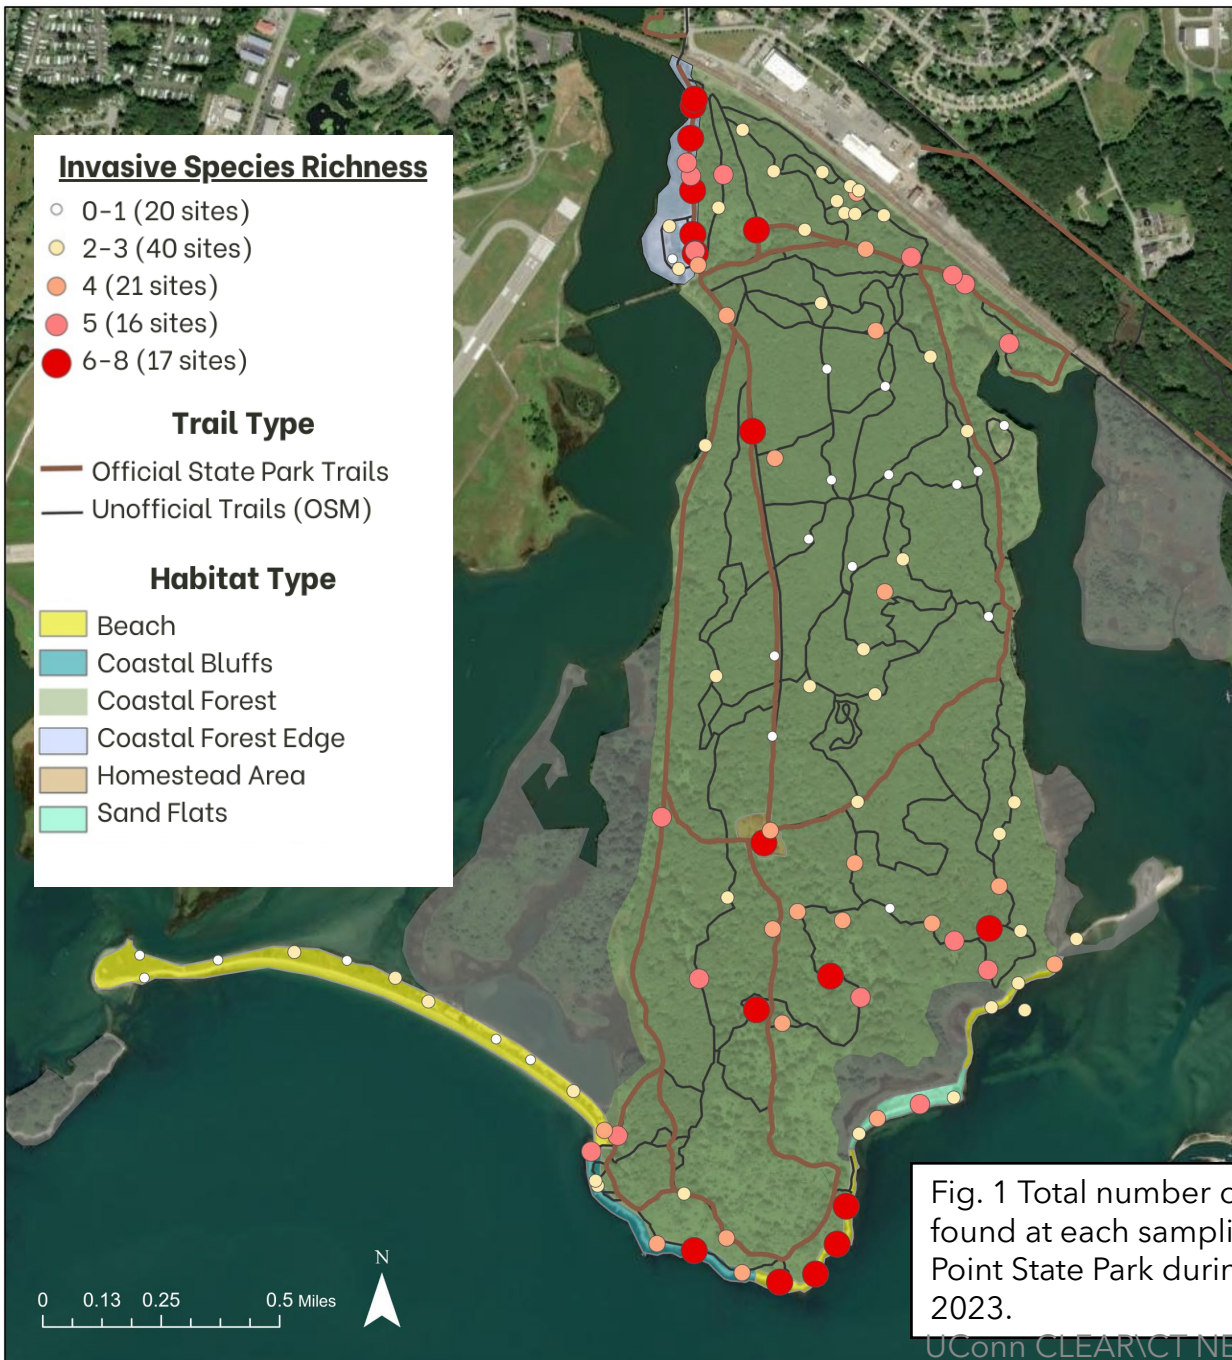 Invasive Species Richness
0-1 (20 sites)
2-3 (40 sites)
4 (21 sites)
5 (16 sites)
6-8 (17 sites)
Trail Type
Official State Park Trails
Unofficial Trails (OSM)
Habitat Type
Beach
Coastal Bluffs
Coastal Forest
Coastal Forest Edge
Homestead Area
Sand Flats
N
0 0.13 0.25 0.5 Miles
Fig. 1 Total number
found at each
Point State Park
2023.
UConn CLEAR\CT